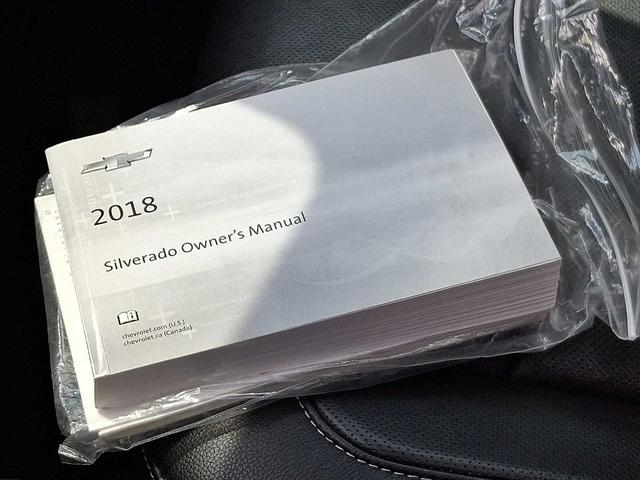 2018
Silverado Owner's Manual
chevrolet.com (U.S.)
chevrolet.ca (Canada)